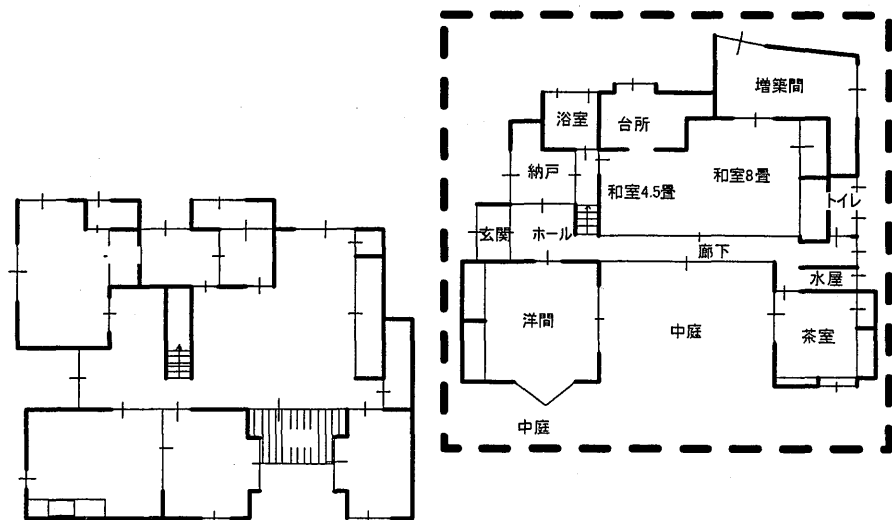 増築間
浴室
台所
納戸
和室4.5畳
和室8畳
トイレ
玄関
ホール
廊下
水屋
洋間
中庭
茶室
中庭